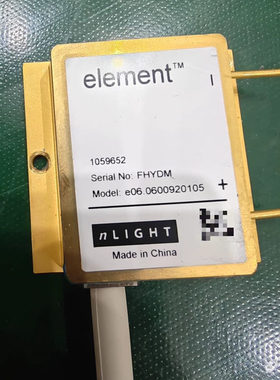 element™
1059652
Serial No: FHYDM
Model: e06.0600920105
+
nLIGHT
Made in China